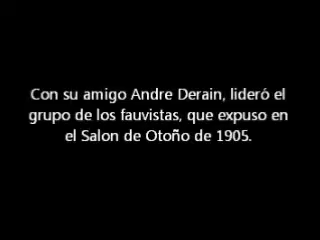 Con su amigo Andre Derain, lideró el
grupo de los fauvistas, que expuso en
el Salon de Otoño de 1905.